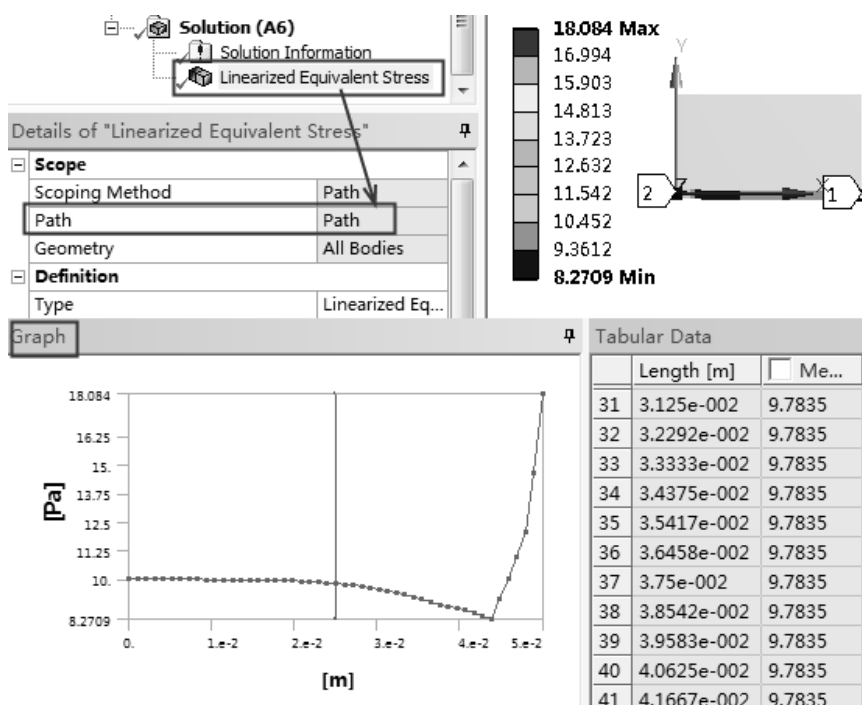 Solution (A6)
Solution Information
Linearized Equivalent Stress
Details of "Linearized Equivalent Stress"
Scope
Scoping Method Path
Path Path
Geometry All Bodies
Definition
Type Linearized Eq...
18.084 Max
16.994
15.903
14.813
13.723
12.632
11.542
10.452
9.3612
8.2709 Min
Y
2
Z
X
1
Graph
18.084
16.25
15.
13.75
12.5
11.25
10.
8.2709
[Pa]
0. 1.e-2 2.e-2 3.e-2 4.e-2 5.e-2
[m]
Tabular Data
Length [m] Me...
31 3.125e-002 9.7835
32 3.2292e-002 9.7835
33 3.3333e-002 9.7835
34 3.4375e-002 9.7835
35 3.5417e-002 9.7835
36 3.6458e-002 9.7835
37 3.75e-002 9.7835
38 3.8542e-002 9.7835
39 3.9583e-002 9.7835
40 4.0625e-002 9.7835
41 4.1667e-002 9.7835